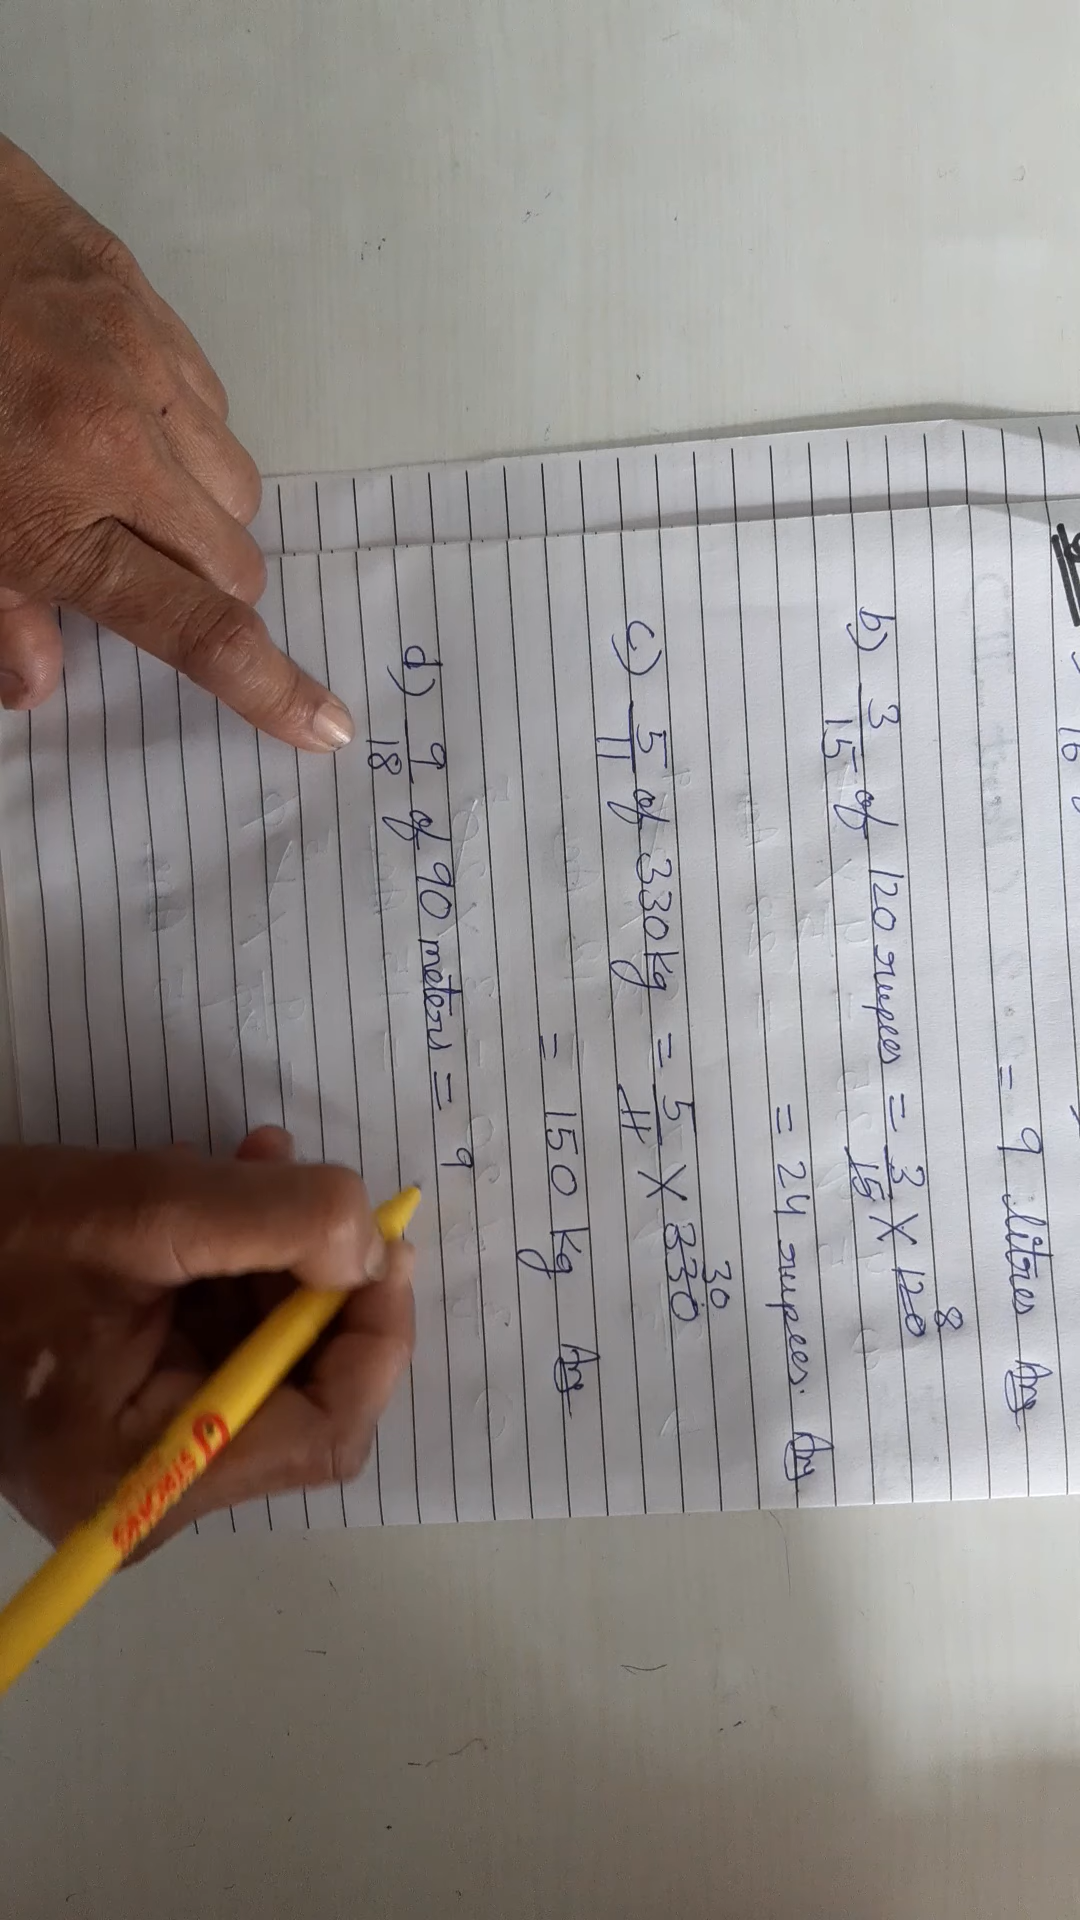 = 9 litres Ans
b) 3/15 of 120 rupees = 3/15 X 120 8
= 24 rupees. Ans
c) 5/11 of 330 kg = 5/11 X 330 30
= 150 kg Ans
d) 9/18 of 90 meters = 9